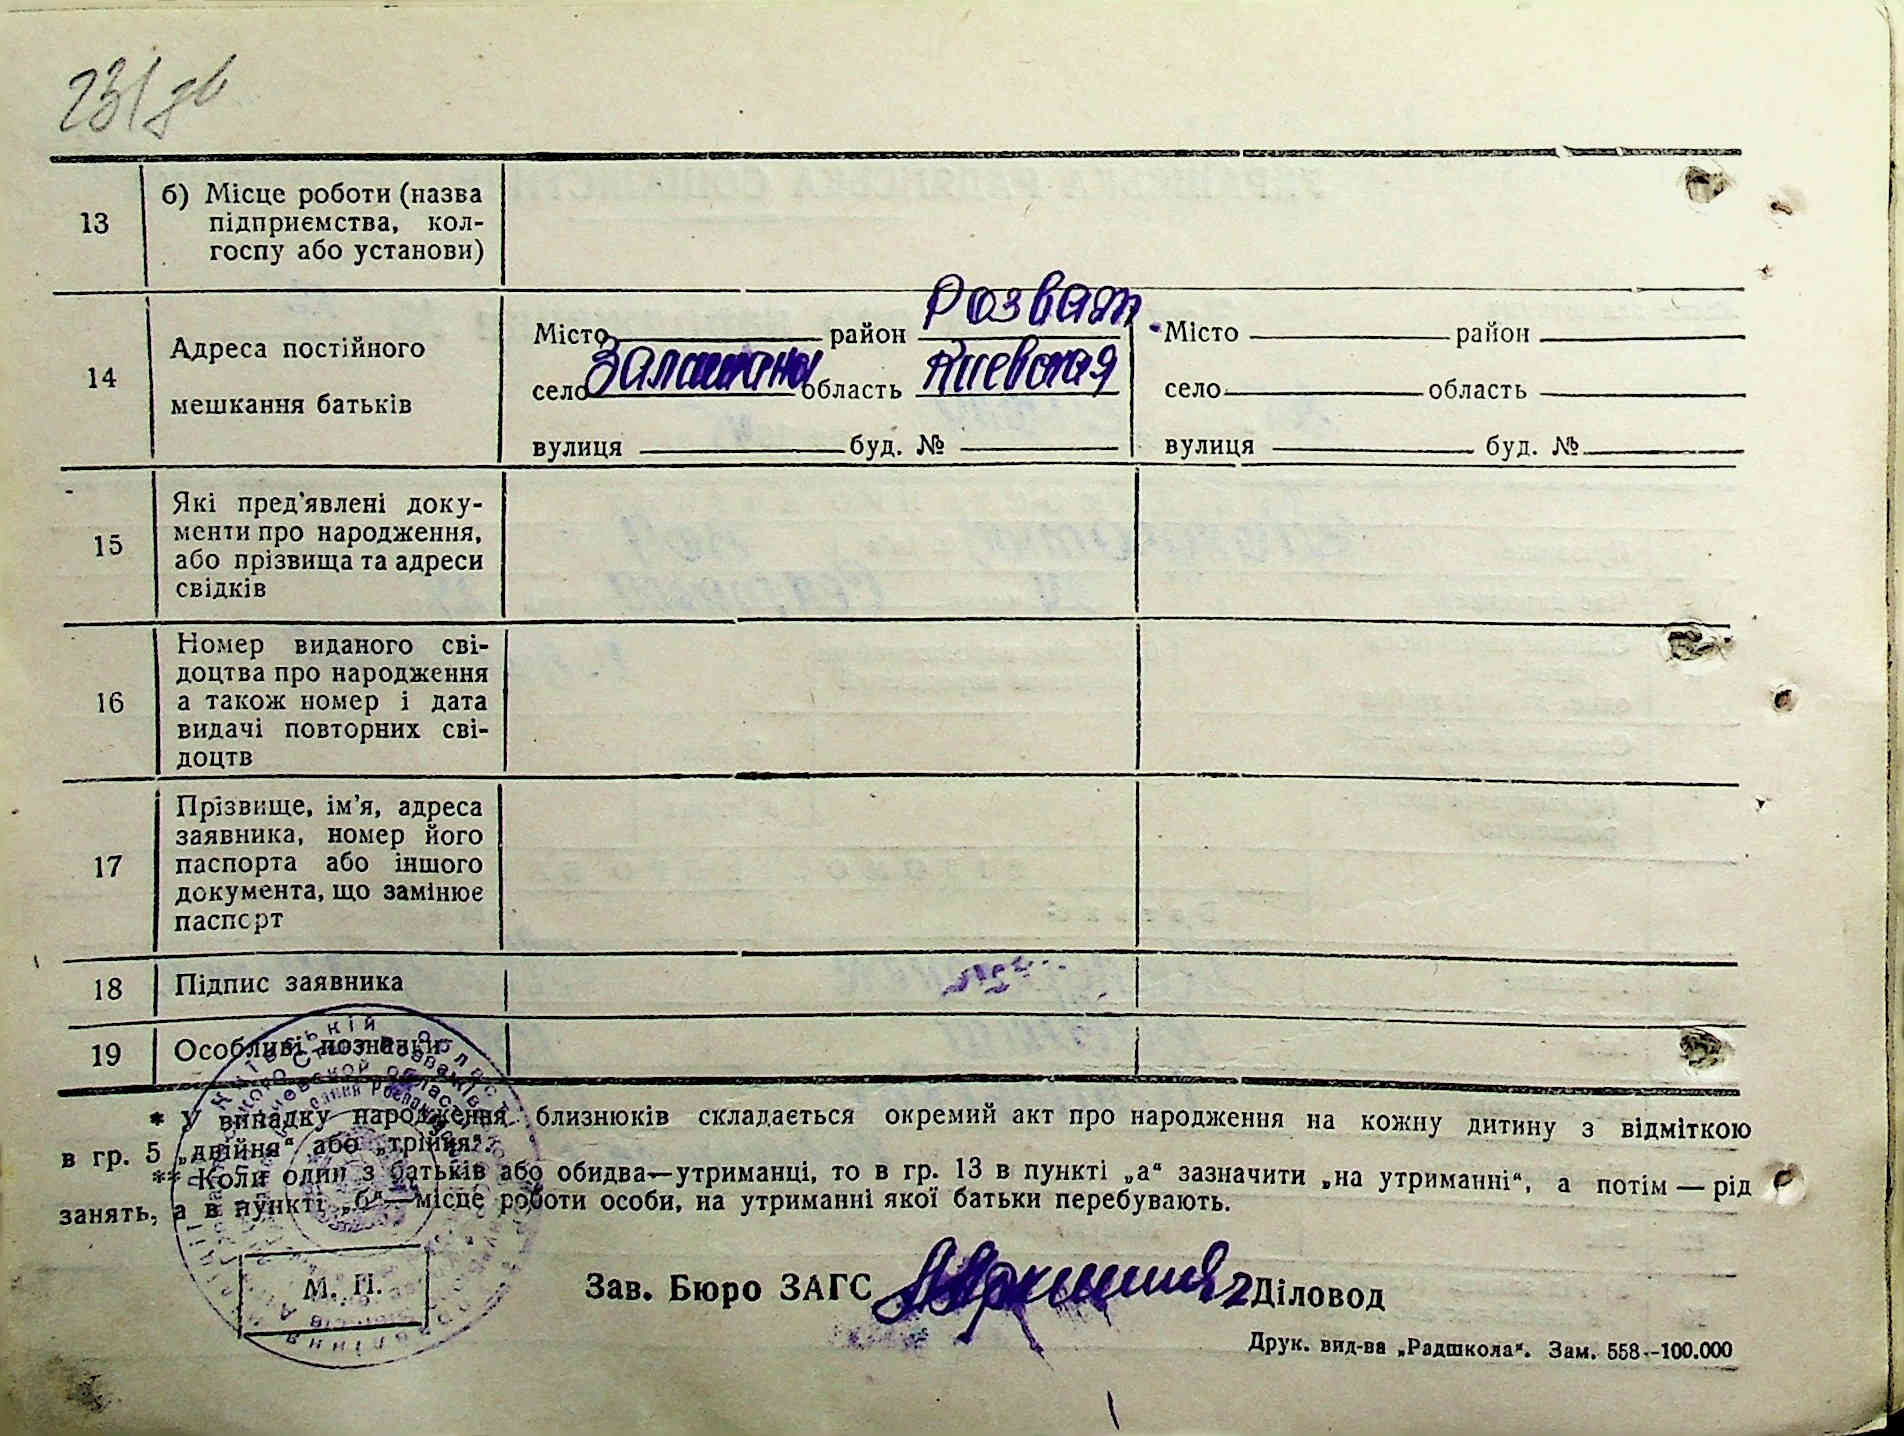 231 зв
13
б) Місце роботи (назва
підприємства, кол-
госпу або установи)
14
Адреса постійного
мешкання батьків
Місто район Розваж.
село область Киевская
вулиця буд. №
Місто район
село область
вулиця буд. №
15
Які пред'явлені доку-
менти про народження,
або прізвища та адреси
свідків
16
Номер виданого сві-
доцтва про народження
а також номер і дата
видачі повторних сві-
доцтв
17
Прізвище, ім'я, адреса
заявника, номер його
паспорта або іншого
документа, що замінює
паспорт
18
Підпис заявника
19
Особливі познаки
* У випадку народження близнюків складається окремий акт про народження на кожну дитину з відміткою
в гр. 5 „двійня“ або „трійня“.
** Коли один з батьків або обидва—утриманці, то в гр. 13 в пункті „а“ зазначити „на утриманні“, а потім — рід
занять, а в пункті „б“—місце роботи особи, на утриманні якої батьки перебувають.
М. П.
Зав. Бюро ЗАГС Діловод
Друк. вид-ва „Радшкола“. Зам. 558--100.000